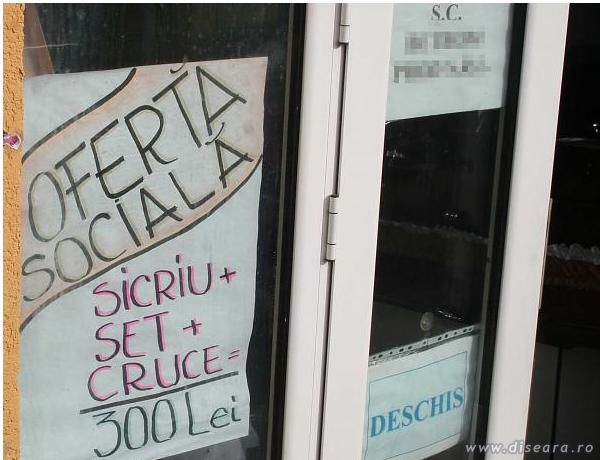 OFERTĂ
SOCIALĂ
SiCRiU +
SET +
CRUCE =
300 Lei
S.C.
DESCHIS
www.diseara.ro